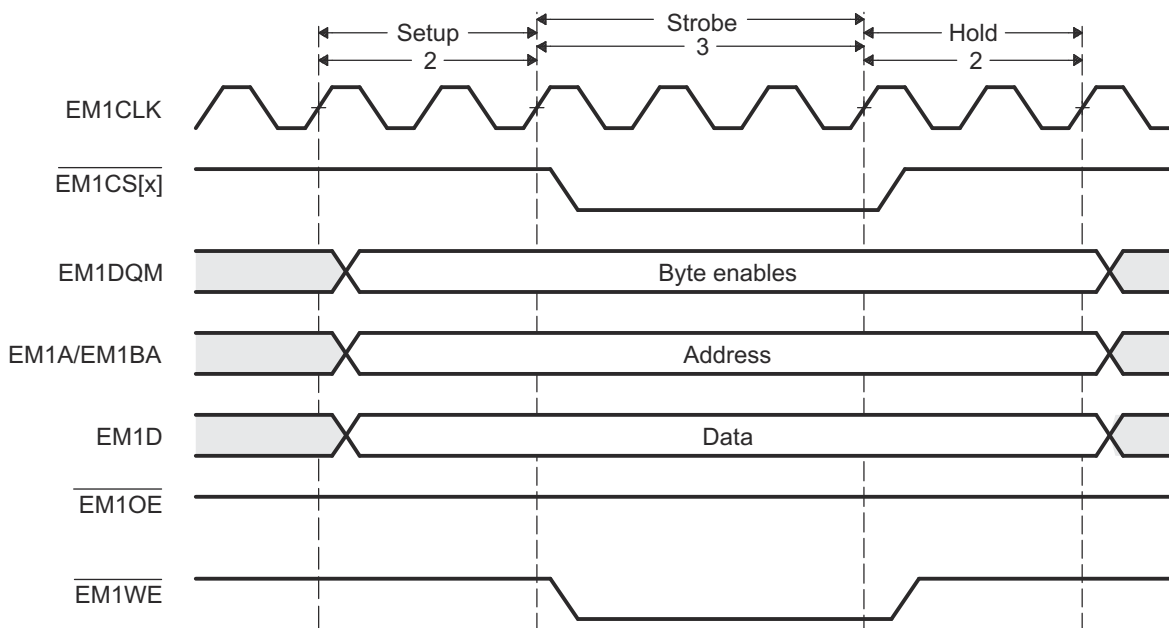 Setup
Strobe
Hold
2
3
2
EM1CLK
EM1CS[x]
EM1DQM
Byte enables
EM1A/EM1BA
Address
EM1D
Data
EM1OE
EM1WE